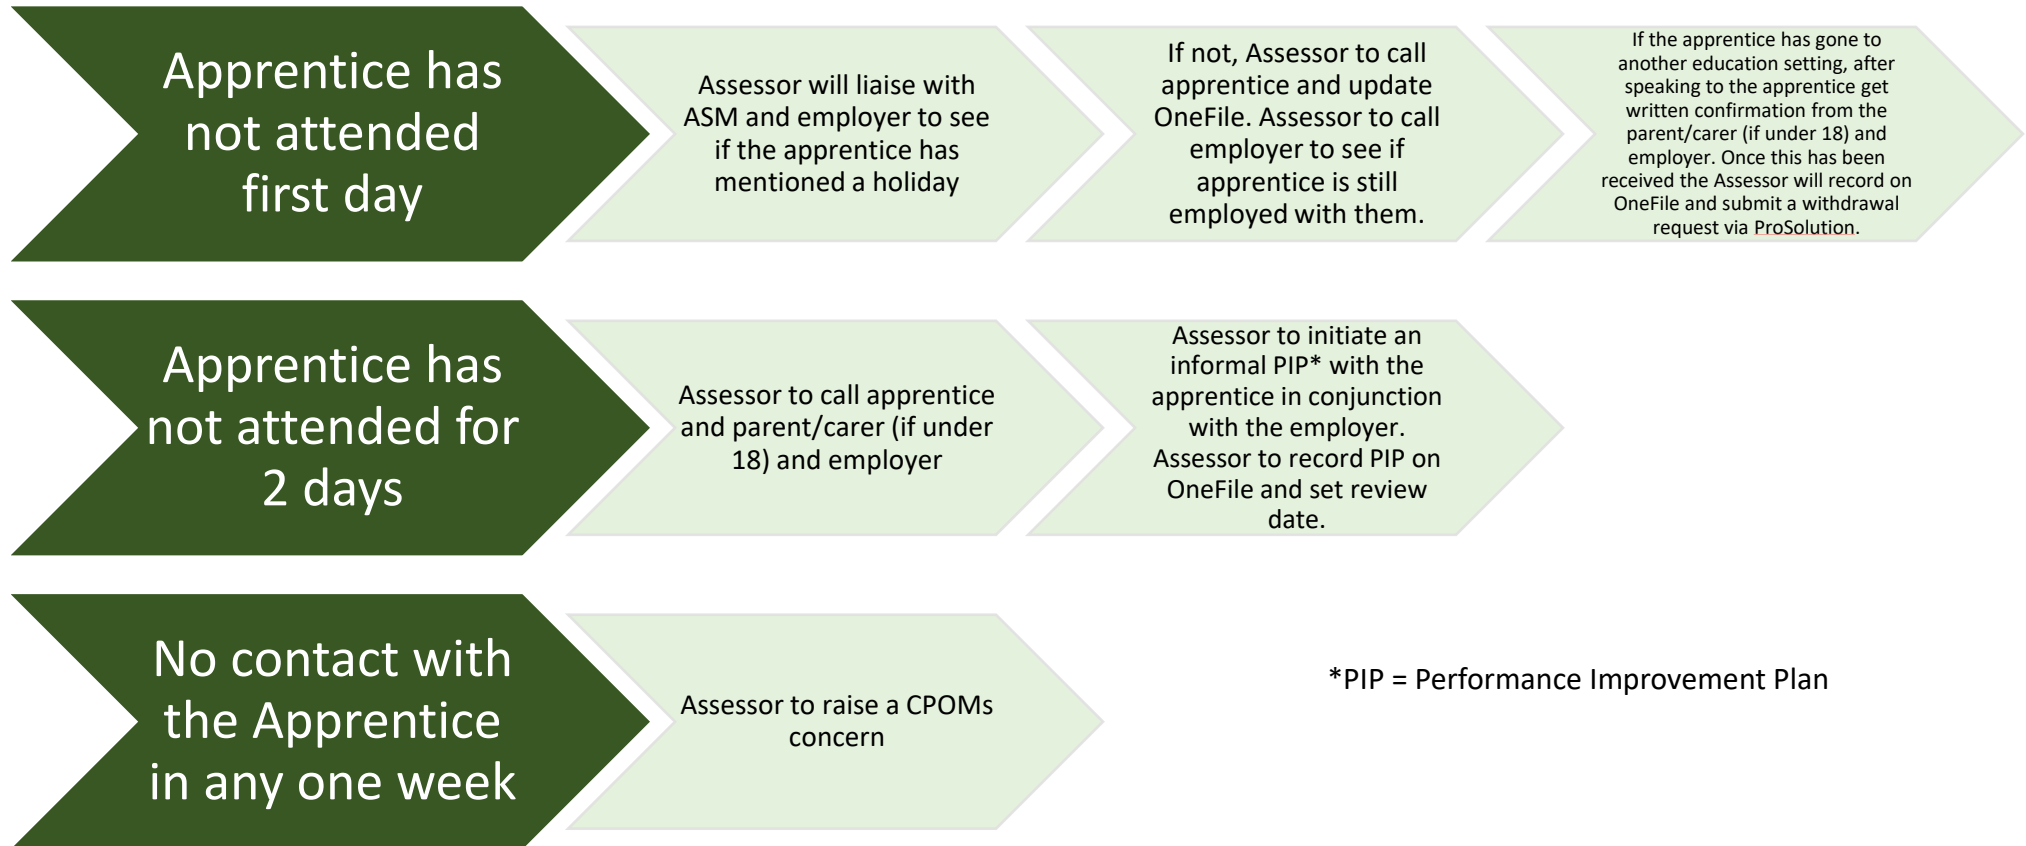 Apprentice has
not attended
first day
Assessor will liaise with
ASM and employer to see
if the apprentice has
mentioned a holiday
If not, Assessor to call
apprentice and update
OneFile. Assessor to call
employer to see if
apprentice is still
employed with them.
If the apprentice has gone to
another education setting, after
speaking to the apprentice get
written confirmation from the
parent/carer (if under 18) and
employer. Once this has been
received the Assessor will record on
OneFile and submit a withdrawal
request via ProSolution.
Apprentice has
not attended for
2 days
Assessor to call apprentice
and parent/carer (if under
18) and employer
Assessor to initiate an
informal PIP* with the
apprentice in conjunction
with the employer.
Assessor to record PIP on
OneFile and set review
date.
No contact with
the Apprentice
in any one week
Assessor to raise a CPOMs
concern
*PIP = Performance Improvement Plan